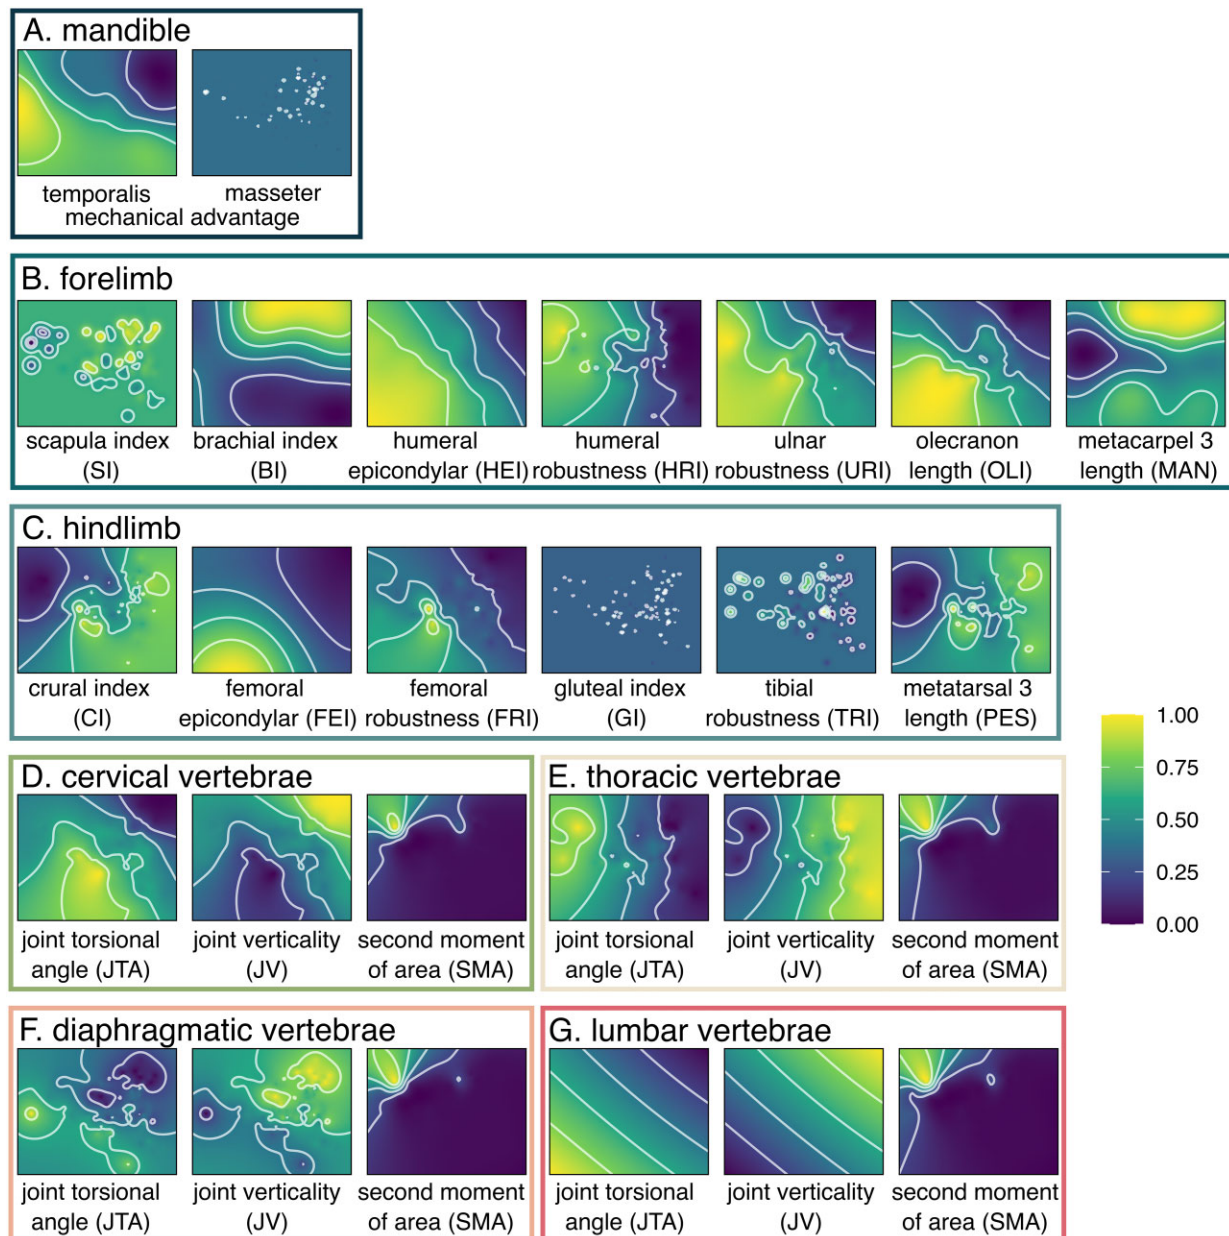 A. mandible
temporalis masseter
mechanical advantage
B. forelimb
scapula index brachial index humeral humeral ulnar olecranon metacarpel 3
(SI) (BI) epicondylar (HEI) robustness (HRI) robustness (URI) length (OLI) length (MAN)
C. hindlimb
crural index femoral femoral gluteal index tibial metatarsal 3
(CI) epicondylar (FEI) robustness (FRI) (GI) robustness (TRI) length (PES)
1.00
0.75
0.50
0.25
0.00
D. cervical vertebrae
joint torsional joint verticality second moment
angle (JTA) (JV) of area (SMA)
E. thoracic vertebrae
joint torsional joint verticality second moment
angle (JTA) (JV) of area (SMA)
F. diaphragmatic vertebrae
joint torsional joint verticality second moment
angle (JTA) (JV) of area (SMA)
G. lumbar vertebrae
joint torsional joint verticality second moment
angle (JTA) (JV) of area (SMA)